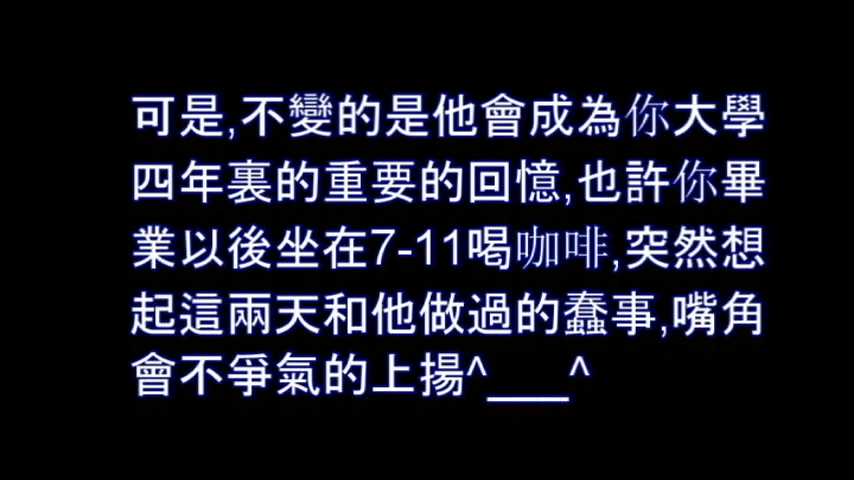 可是,不變的是他會成為你大學
四年裏的重要的回憶,也許你畢
業以後坐在7-11喝咖啡,突然想
起這兩天和他做過的蠢事,嘴角
會不爭氣的上揚^___^